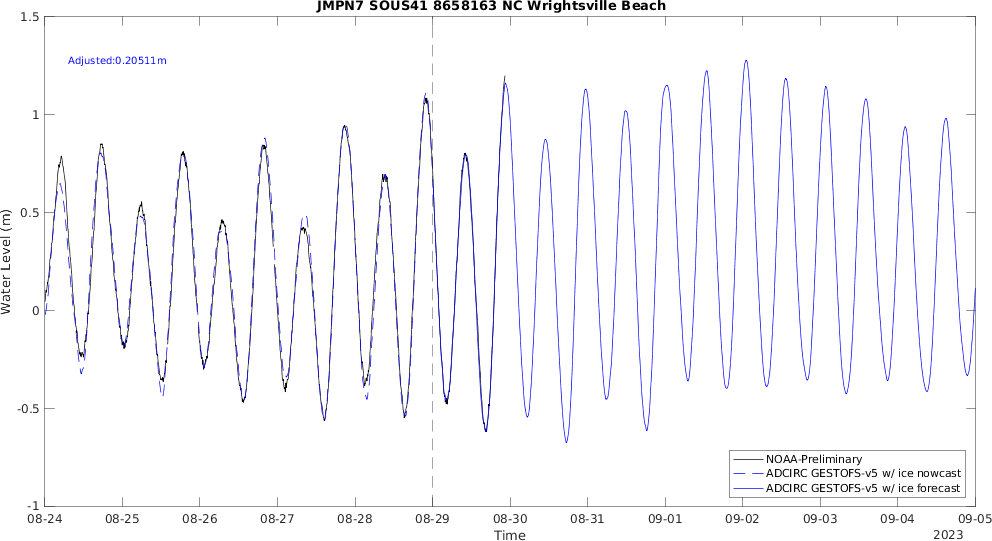 JMPN7 SOUS41 8658163 NC Wrightsville Beach
Adjusted:0.20511m
Water Level (m)
1.5
1
0.5
0
-0.5
-1
NOAA-Preliminary
ADCIRC GESTOFS-v5 w/ ice nowcast
ADCIRC GESTOFS-v5 w/ ice forecast
08-24 08-25 08-26 08-27 08-28 08-29 08-30 08-31 09-01 09-02 09-03 09-04 09-05
Time
2023